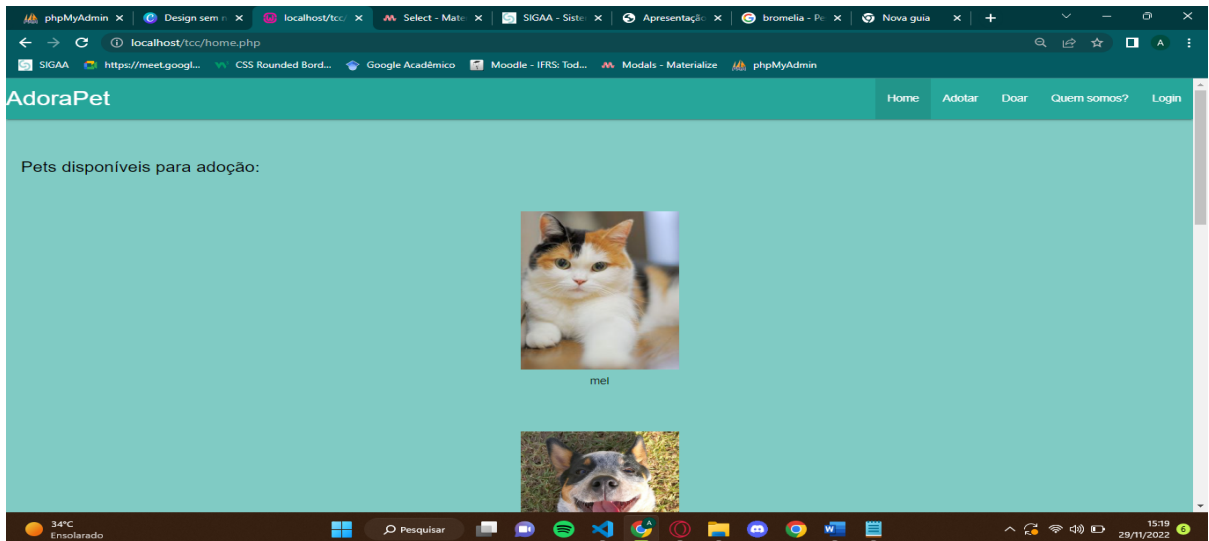 phpMyAdmin
Design sem n
localhost/tcc/
Select - Mate
SIGAA - Siste
Apresentação
bromelia - Pe
Nova guia
localhost/tcc/home.php
SIGAA
https://meet.googl...
CSS Rounded Bord...
Google Acadêmico
Moodle - IFRS: Tod...
Modals - Materialize
phpMyAdmin
A
AdoraPet
Home
Adotar
Doar
Quem somos?
Login
Pets disponíveis para adoção:
mel
34°C
Ensolarado
Pesquisar
15:19
29/11/2022
6